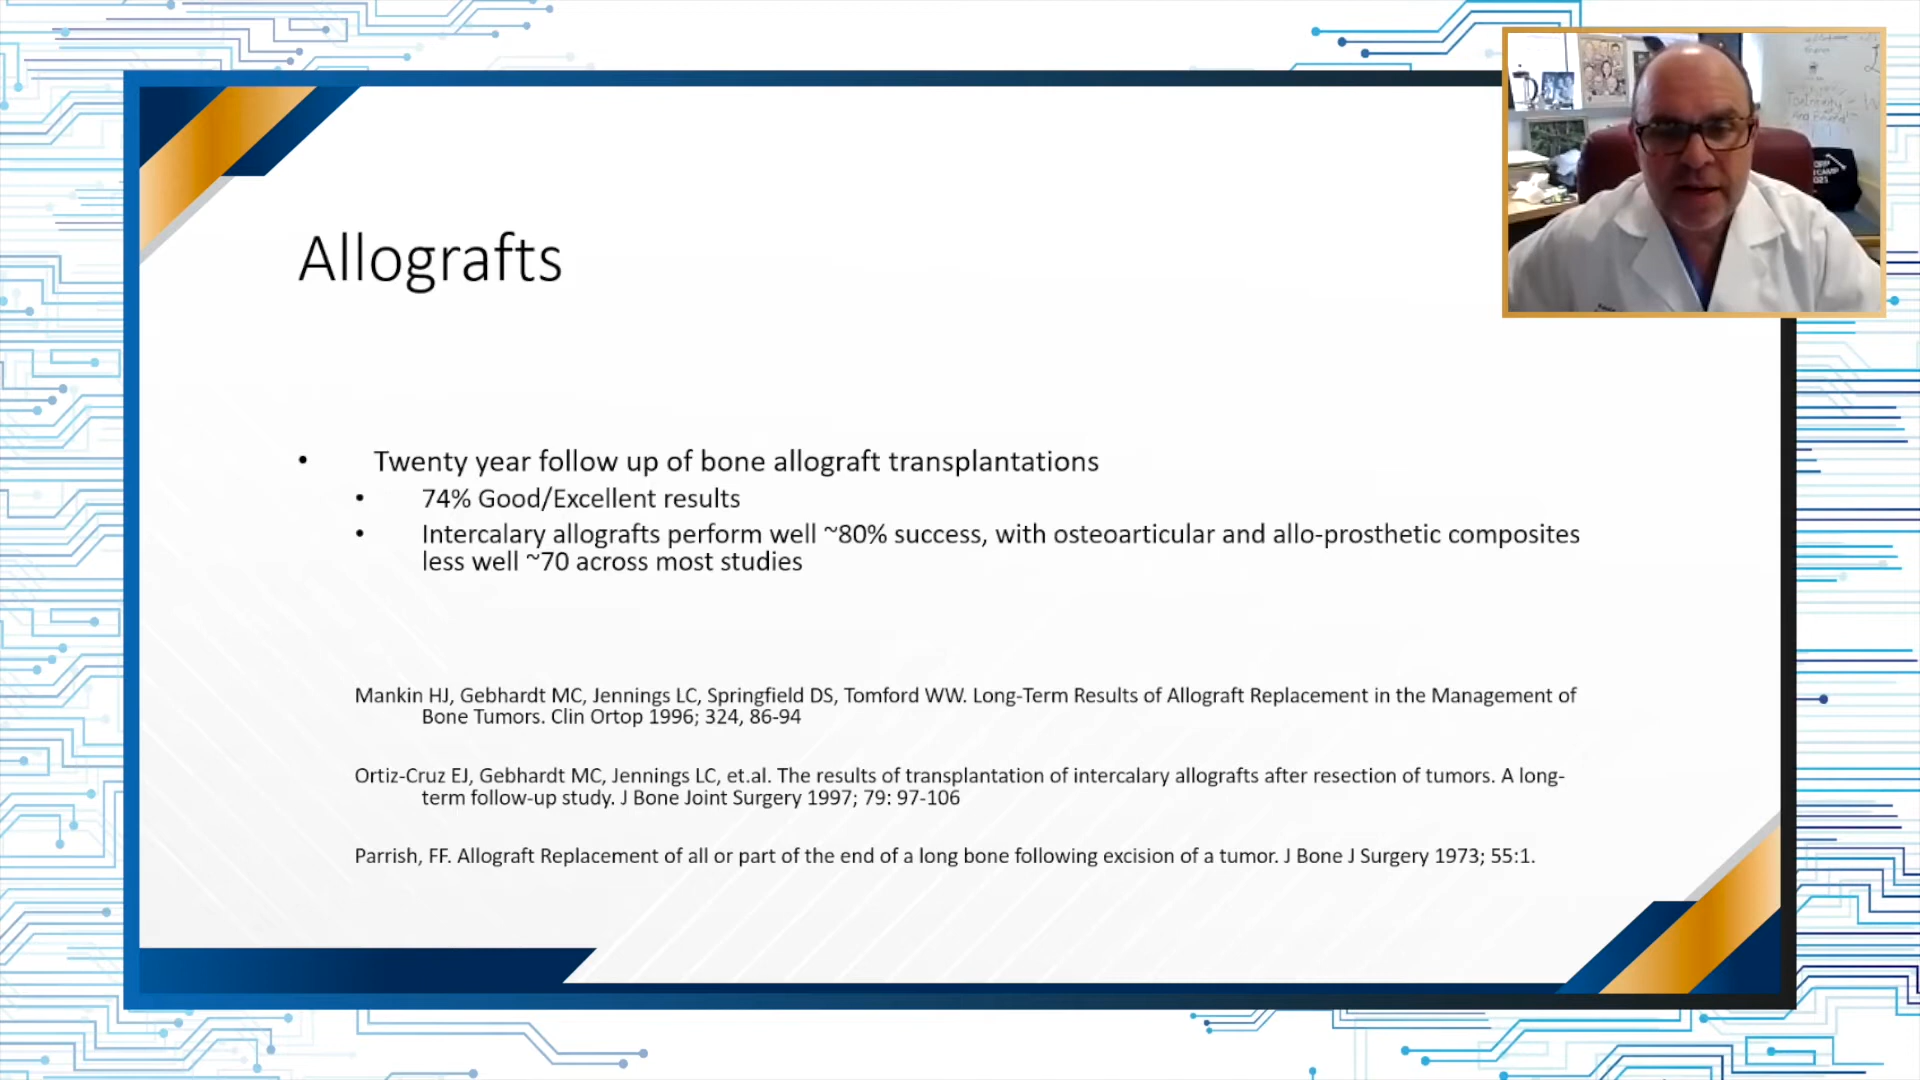 Allografts
• Twenty year follow up of bone allograft transplantations
• 74% Good/Excellent results
• Intercalary allografts perform well ~80% success, with osteoarticular and allo-prosthetic composites
less well ~70 across most studies
Mankin HJ, Gebhardt MC, Jennings LC, Springfield DS, Tomford WW. Long-Term Results of Allograft Replacement in the Management of
Bone Tumors. Clin Ortop 1996; 324, 86-94
Ortiz-Cruz EJ, Gebhardt MC, Jennings LC, et.al. The results of transplantation of intercalary allografts after resection of tumors. A long-
term follow-up study. J Bone Joint Surgery 1997; 79: 97-106
Parrish, FF. Allograft Replacement of all or part of the end of a long bone following excision of a tumor. J Bone J Surgery 1973; 55:1.